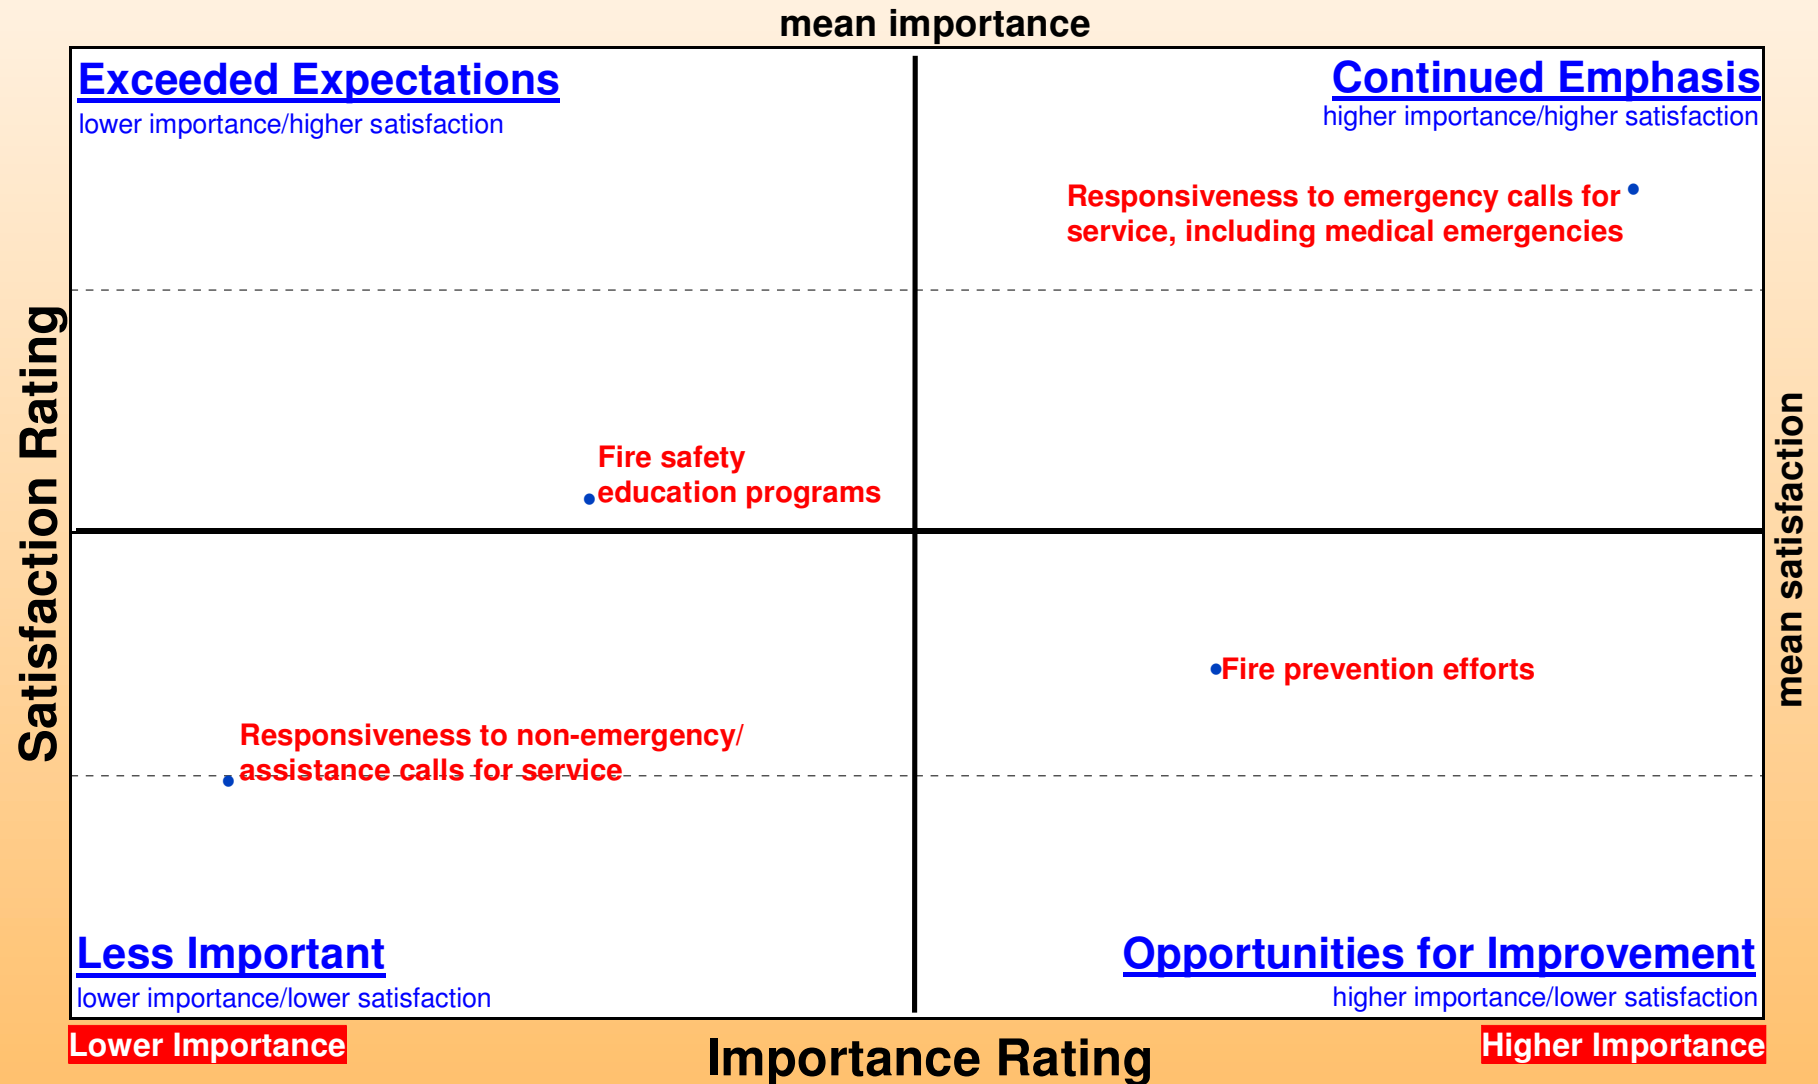 mean importance
Exceeded Expectations
lower importance/higher satisfaction
Continued Emphasis
higher importance/higher satisfaction
Responsiveness to emergency calls for
service, including medical emergencies
Satisfaction Rating
mean satisfaction
Fire safety
education programs
Fire prevention efforts
Responsiveness to non-emergency/
assistance calls for service
Less Important
lower importance/lower satisfaction
Opportunities for Improvement
higher importance/lower satisfaction
Lower Importance
Importance Rating
Higher Importance